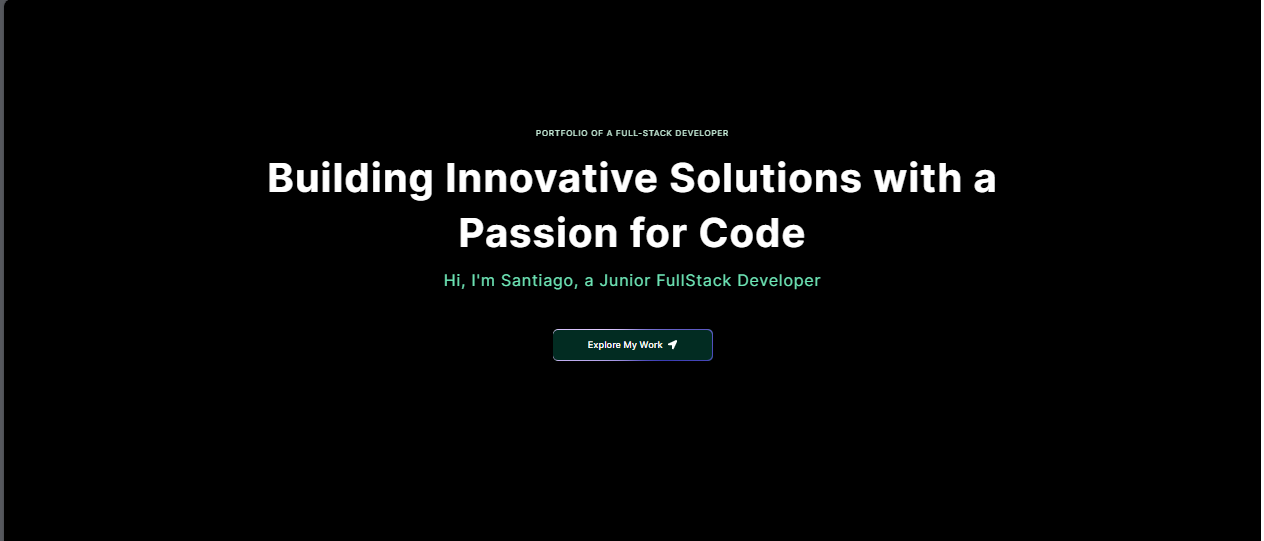 PORTFOLIO OF A FULL-STACK DEVELOPER
Building Innovative Solutions with a
Passion for Code
Hi, I'm Santiago, a Junior FullStack Developer
Explore My Work